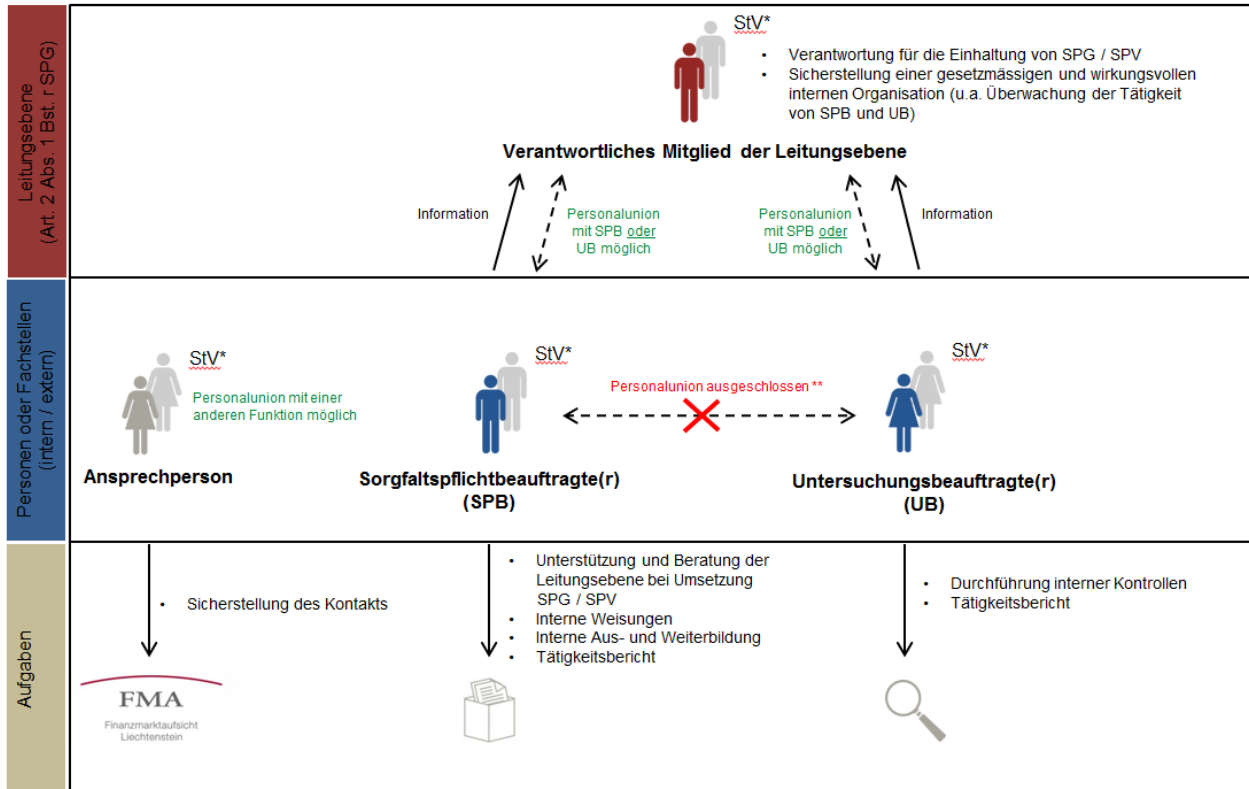 Leitungsebene
(Art. 2 Abs. 1 Bst. r SPG)
StV*
• Verantwortung für die Einhaltung von SPG / SPV
• Sicherstellung einer gesetzmässigen und wirkungsvollen
internen Organisation (u.a. Überwachung der Tätigkeit
von SPB und UB)
Verantwortliches Mitglied der Leitungsebene
Information
Personalunion
mit SPB oder
UB möglich
Personalunion
mit SPB oder
UB möglich
Information
Personen oder Fachstellen
(intern / extern)
StV*
Personalunion mit einer
anderen Funktion möglich
Ansprechperson
StV*
Sorgfaltspflichtbeauftragte(r)
(SPB)
Personalunion ausgeschlossen **
StV*
Untersuchungsbeauftragte(r)
(UB)
Aufgaben
• Sicherstellung des Kontakts
FMA
Finanzmarktaufsicht
Liechtenstein
• Unterstützung und Beratung der
Leitungsebene bei Umsetzung
SPG / SPV
• Interne Weisungen
• Interne Aus- und Weiterbildung
• Tätigkeitsbericht
• Durchführung interner Kontrollen
• Tätigkeitsbericht